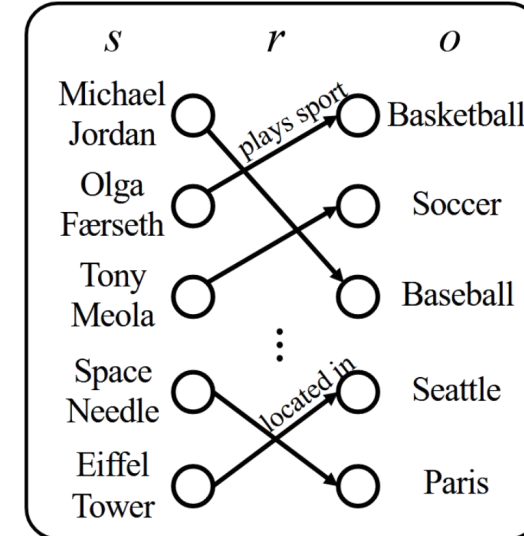 s r o
Michael
Jordan
plays sport
Basketball
Olga
Færseth
Soccer
Tony
Meola
Baseball
Space
Needle
located in
Seattle
Eiffel
Tower
Paris